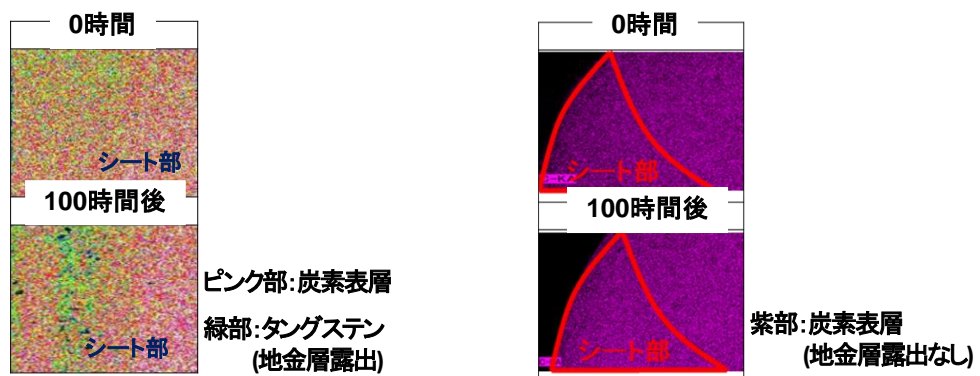 0時間
シート部
100時間後
シート部
ピンク部：炭素表層
緑部：タングステン
(地金層露出)
0時間
シート部
100時間後
シート部
紫部：炭素表層
(地金層露出なし)